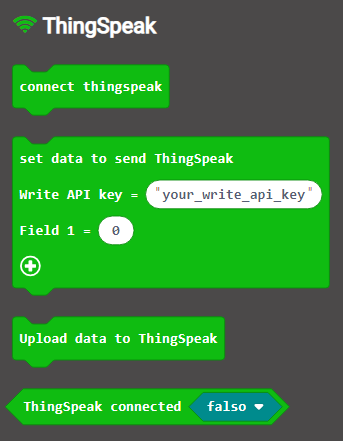 ThingSpeak
connect thingspeak
set data to send ThingSpeak
Write API key = "your_write_api_key"
Field 1 = 0
Upload data to ThingSpeak
ThingSpeak connected falso